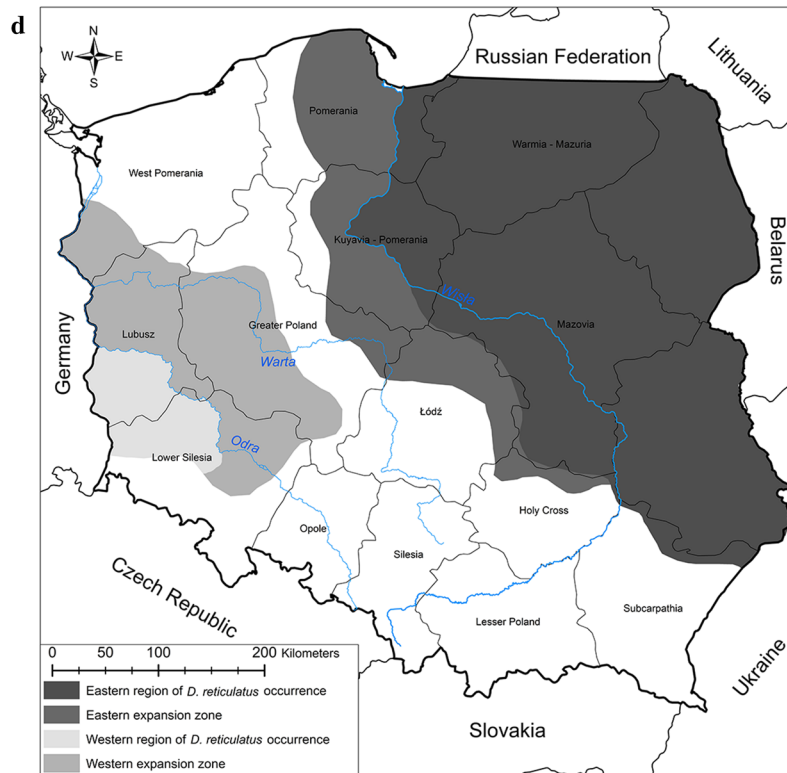 d
N
W E
S
Russian Federation
Lithuania
Pomerania
Warmia - Mazuria
West Pomerania
Belarus
Kuyavia - Pomerania
Mazovia
Germany
Lubusz
Greater Poland
Warta
Łódź
Odra
Lower Silesia
Holy Cross
Opole
Silesia
Czech Republic
Subcarpathia
Lesser Poland
Ukraine
Slovakia
0 50 100 200 Kilometers
Eastern region of D. reticulatus occurrence
Eastern expansion zone
Western region of D. reticulatus occurrence
Western expansion zone